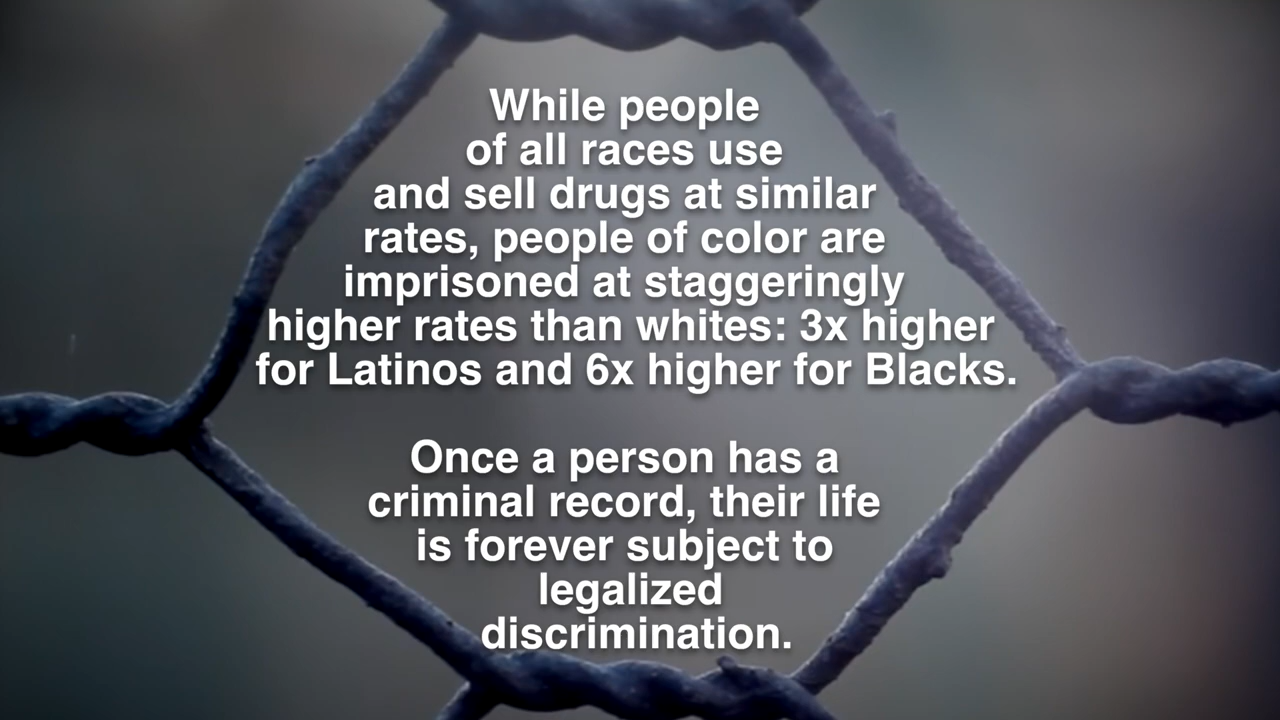 While people
of all races use
and sell drugs at similar
rates, people of color are
imprisoned at staggeringly
higher rates than whites: 3x higher
for Latinos and 6x higher for Blacks.
Once a person has a
criminal record, their life
is forever subject to
legalized
discrimination.